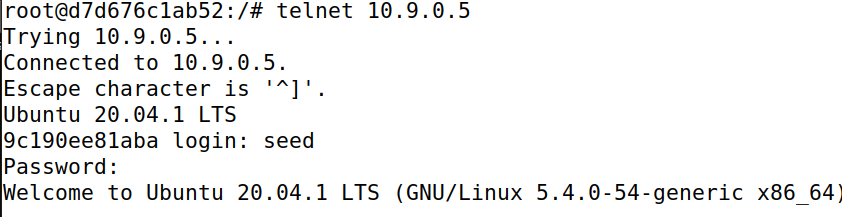 root@d7d676c1ab52:/# telnet 10.9.0.5
Trying 10.9.0.5...
Connected to 10.9.0.5.
Escape character is '^]'.
Ubuntu 20.04.1 LTS
9c190ee81aba login: seed
Password:
Welcome to Ubuntu 20.04.1 LTS (GNU/Linux 5.4.0-54-generic x86_64)